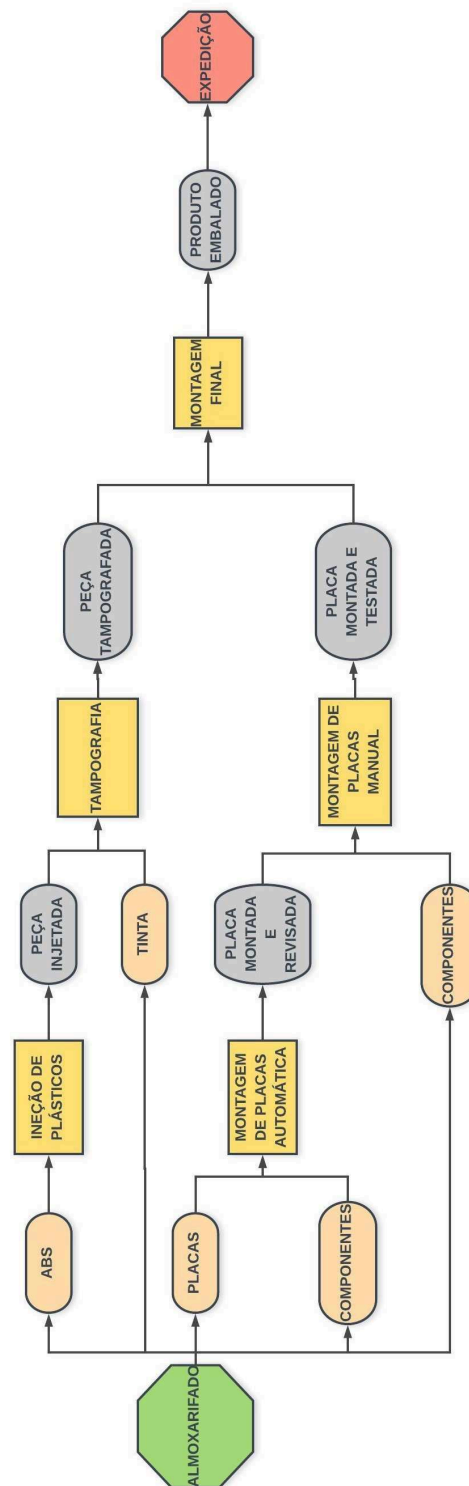 ALMOXARIFADO
ABS
PLACAS
COMPONENTES
INEÇÃO DE
PLÁSTICOS
MONTAGEM
DE PLACAS
AUTOMÁTICA
PEÇA
INJETADA
TINTA
PLACA
MONTADA
E
REVISADA
COMPONENTES
TAMPOGRAFIA
MONTAGEM DE
PLACAS
MANUAL
PEÇA
TAMPOGRAFADA
PLACA
MONTADA E
TESTADA
MONTAGEM
FINAL
PRODUTO
EMBALADO
EXPEDIÇÃO